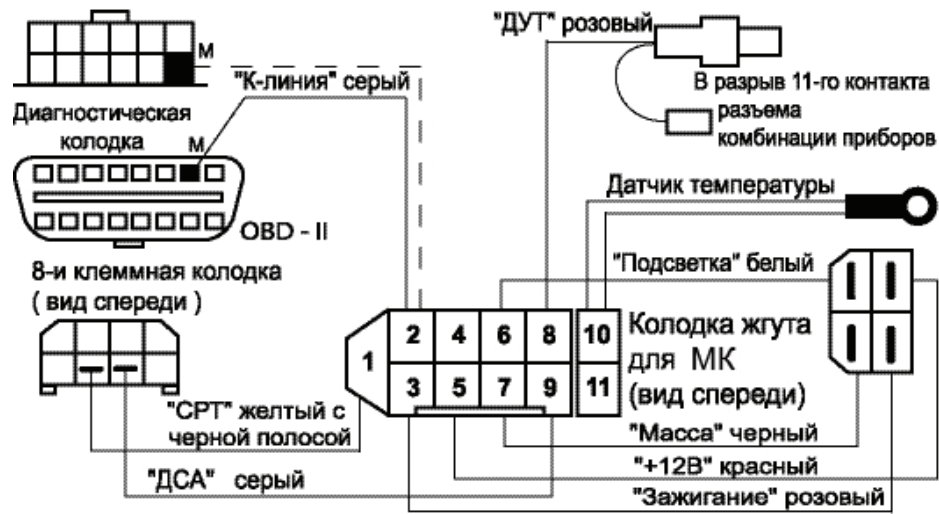 "ДУТ" розовый
М
"К-линия" серый
В разрыв 11-го контакта
разъема
комбинации приборов
Диагностическая
колодка
М
Датчик температуры
OBD - II
8-и клеммная колодка
( вид спереди )
"Подсветка" белый
1
2
4
6
8
10
3
5
7
9
11
Колодка жгута
для МК
(вид спереди)
"СРТ" желтый с
черной полосой
"Масса" черный
"+12В" красный
"ДСА" серый
"Зажигание" розовый